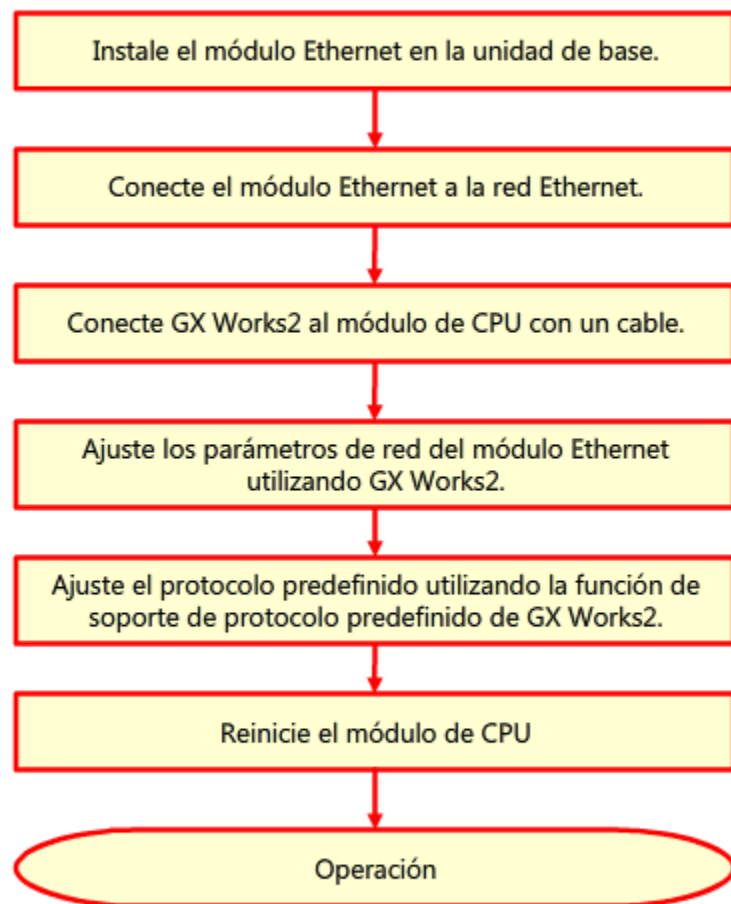 Instale el módulo Ethernet en la unidad de base.
Conecte el módulo Ethernet a la red Ethernet.
Conecte GX Works2 al módulo de CPU con un cable.
Ajuste los parámetros de red del módulo Ethernet
utilizando GX Works2.
Ajuste el protocolo predefinido utilizando la función de
soporte de protocolo predefinido de GX Works2.
Reinicie el módulo de CPU
Operación